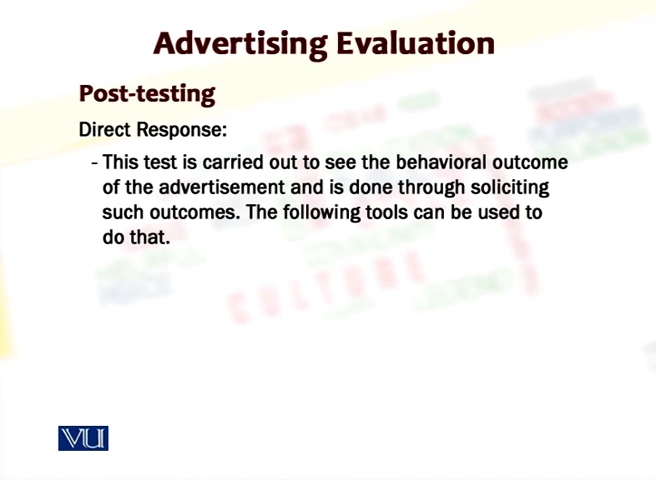 Advertising Evaluation
Post-testing
Direct Response:
- This test is carried out to see the behavioral outcome
of the advertisement and is done through soliciting
such outcomes. The following tools can be used to
do that.
CULTURE
VU